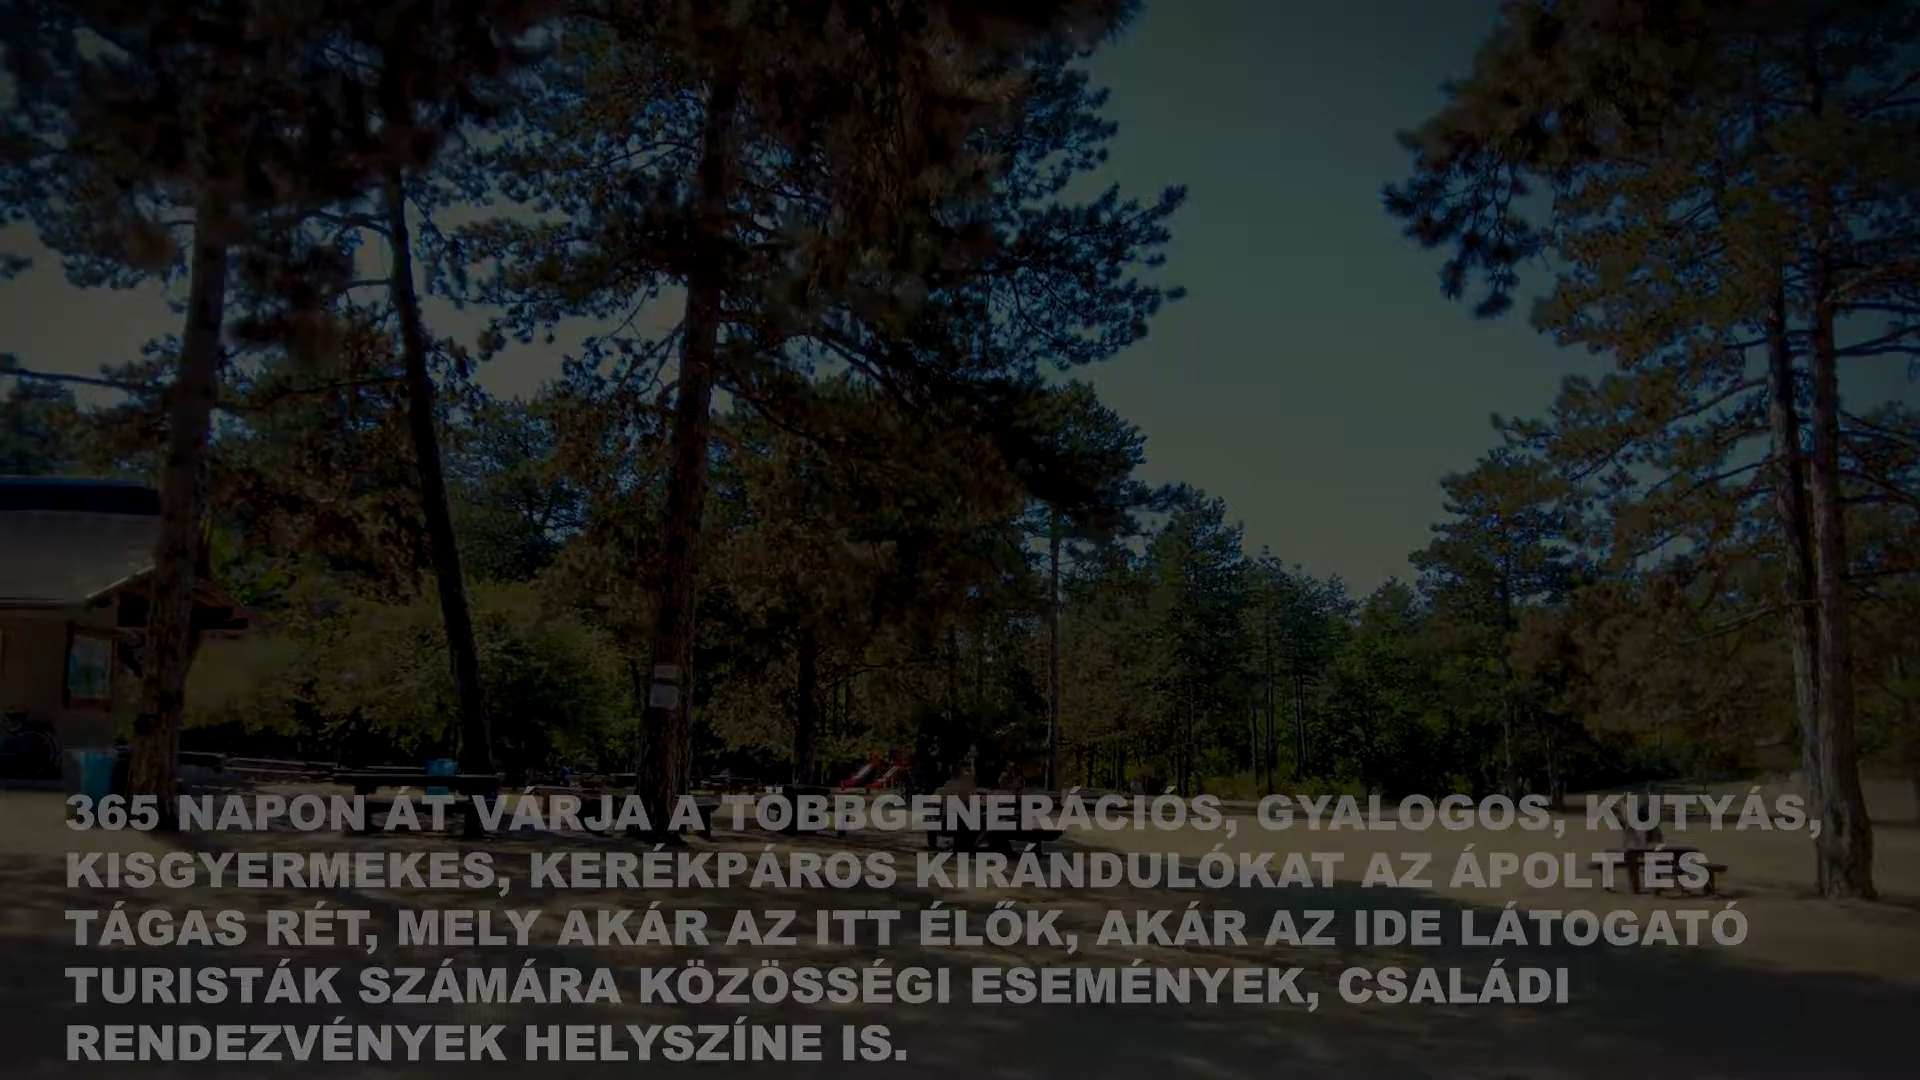 365 NAPON ÁT VÁRJA A TÖBBGENERÁCIÓS, GYALOGOS, KUTYÁS,
KISGYERMEKES, KERÉKPÁROS KIRÁNDULÓKAT AZ ÁPOLT ÉS
TÁGAS RÉT, MELY AKÁR AZ ITT ÉLŐK, AKÁR AZ IDE LÁTOGATÓ
TURISTÁK SZÁMÁRA KÖZÖSSÉGI ESEMÉNYEK, CSALÁDI
RENDEZVÉNYEK HELYSZÍNE IS.